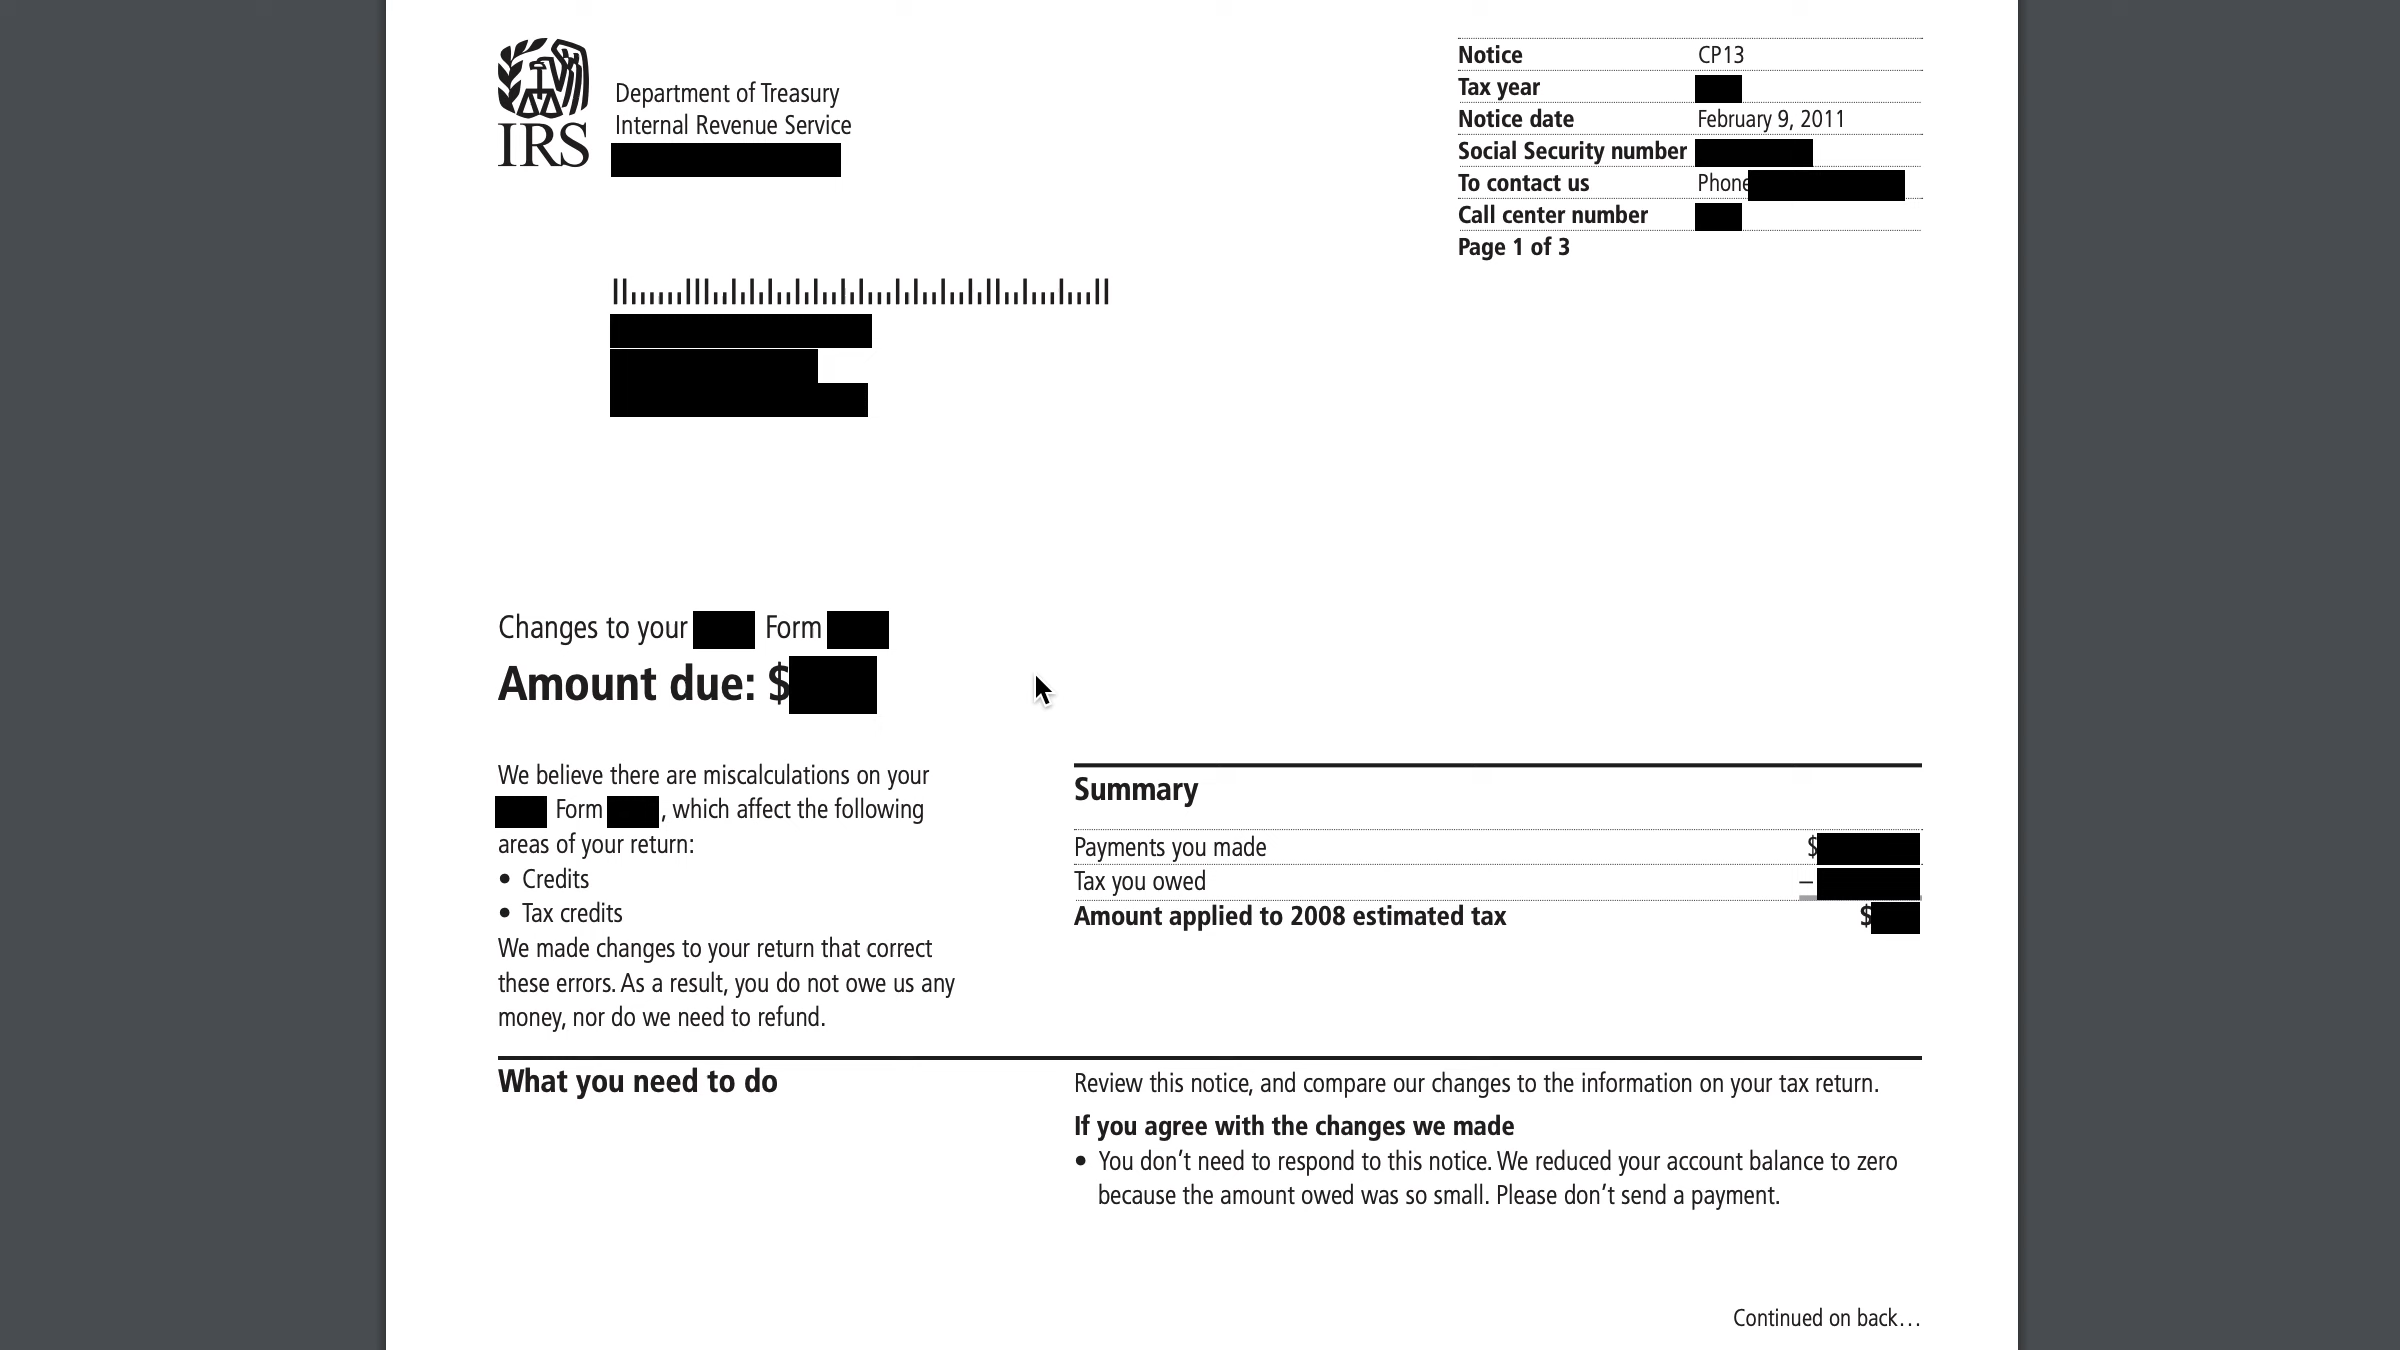 IRS
Department of Treasury
Internal Revenue Service
Notice CP13
Tax year
Notice date February 9, 2011
Social Security number
To contact us Phone
Call center number
Page 1 of 3
Changes to your Form
Amount due: $
We believe there are miscalculations on your
Form , which affect the following
areas of your return:
• Credits
• Tax credits
We made changes to your return that correct
these errors. As a result, you do not owe us any
money, nor do we need to refund.
Summary
Payments you made $
Tax you owed –
Amount applied to 2008 estimated tax $
What you need to do
Review this notice, and compare our changes to the information on your tax return.
If you agree with the changes we made
• You don’t need to respond to this notice. We reduced your account balance to zero
because the amount owed was so small. Please don’t send a payment.
Continued on back…